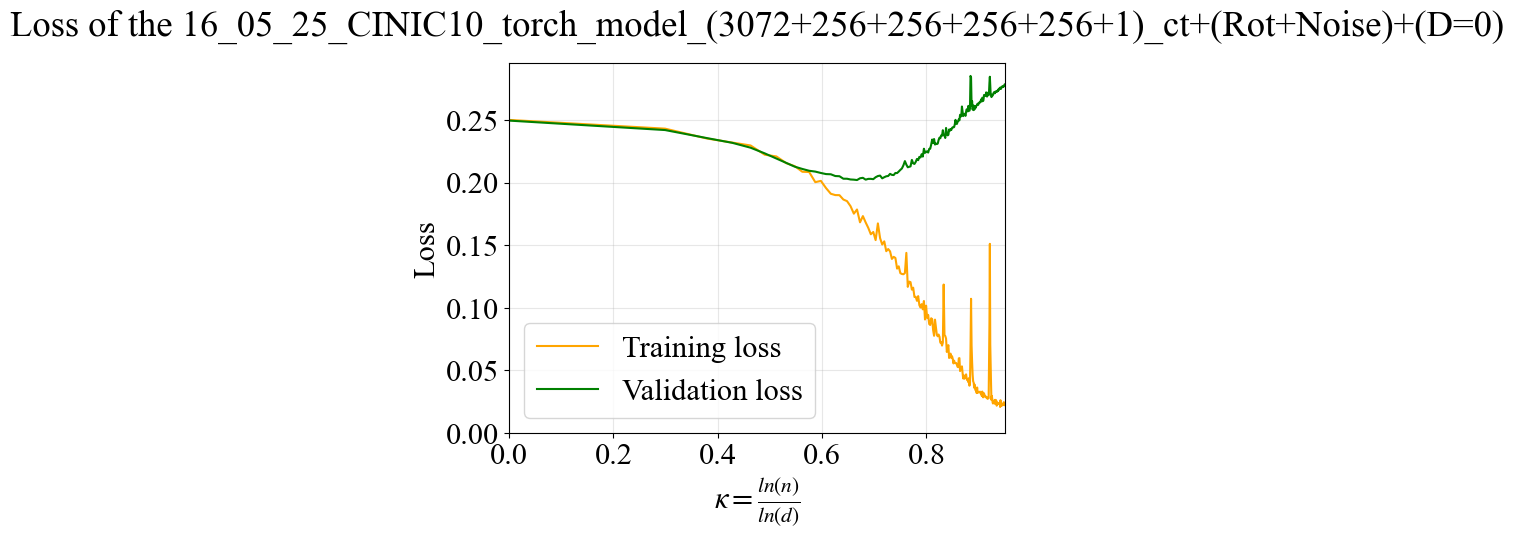 Loss of the 16_05_25_CINIC10_torch_model_(3072+256+256+256+256+1)_ct+(Rot+Noise)+(D=0)
0.25
0.20
0.15
0.10
0.05
0.00
Loss
Training loss
Validation loss
0.0 0.2 0.4 0.6 0.8
κ = ln(n)/ln(d)